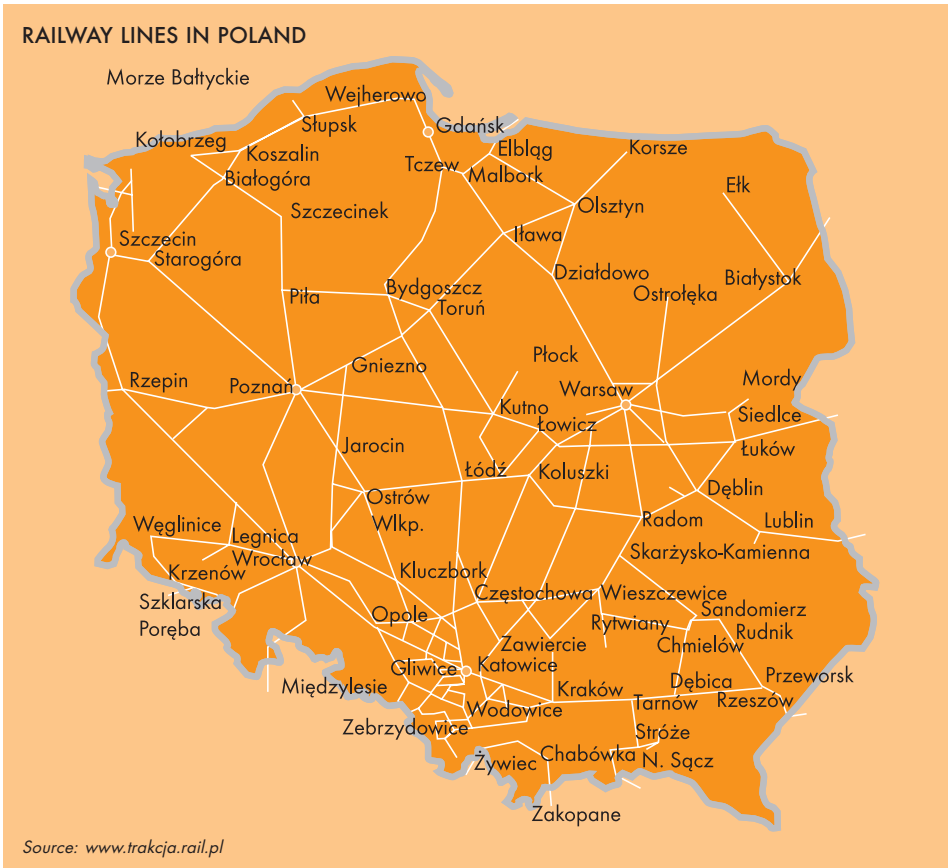 RAILWAY LINES IN POLAND
Morze Bałtyckie
Wejherowo
Słupsk
Gdańsk
Kołobrzeg
Koszalin
Elbląg
Korsze
Tczew
Malbork
Białogóra
Ełk
Szczecinek
Olsztyn
Szczecin
Iława
Starogóra
Działdowo
Białystok
Bydgoszcz
Ostrołęka
Piła
Toruń
Płock
Gniezno
Rzepin
Poznań
Warsaw
Mordy
Kutno
Siedlce
Łowicz
Jarocin
Łuków
Łódź
Koluszki
Ostrów
Wlkp.
Dęblin
Węglinice
Radom
Lublin
Legnica
Wrocław
Skarżysko-Kamienna
Krzenów
Kluczbork
Szklarska
Poręba
Częstochowa
Wieszczewice
Opole
Rytwiany
Sandomierz
Rudnik
Zawiercie
Chmielów
Gliwice
Katowice
Międzylesie
Kraków
Dębica
Przeworsk
Tarnów
Rzeszów
Wodowice
Zebrzydowice
Stróże
Żywiec
Chabówka
N. Sącz
Zakopane
Source: www.trakcja.rail.pl